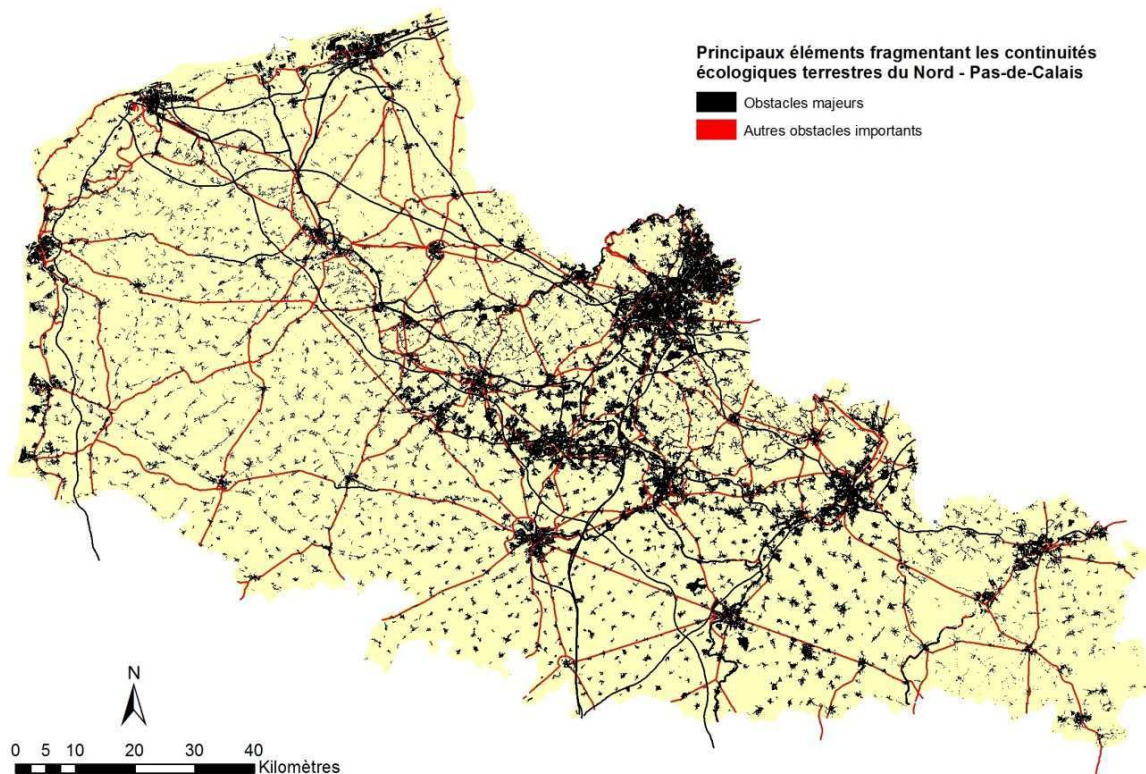 Principaux éléments fragmentant les continuités
écologiques terrestres du Nord - Pas-de-Calais
Obstacles majeurs
Autres obstacles importants
N
0 5 10 20 30 40
Kilomètres